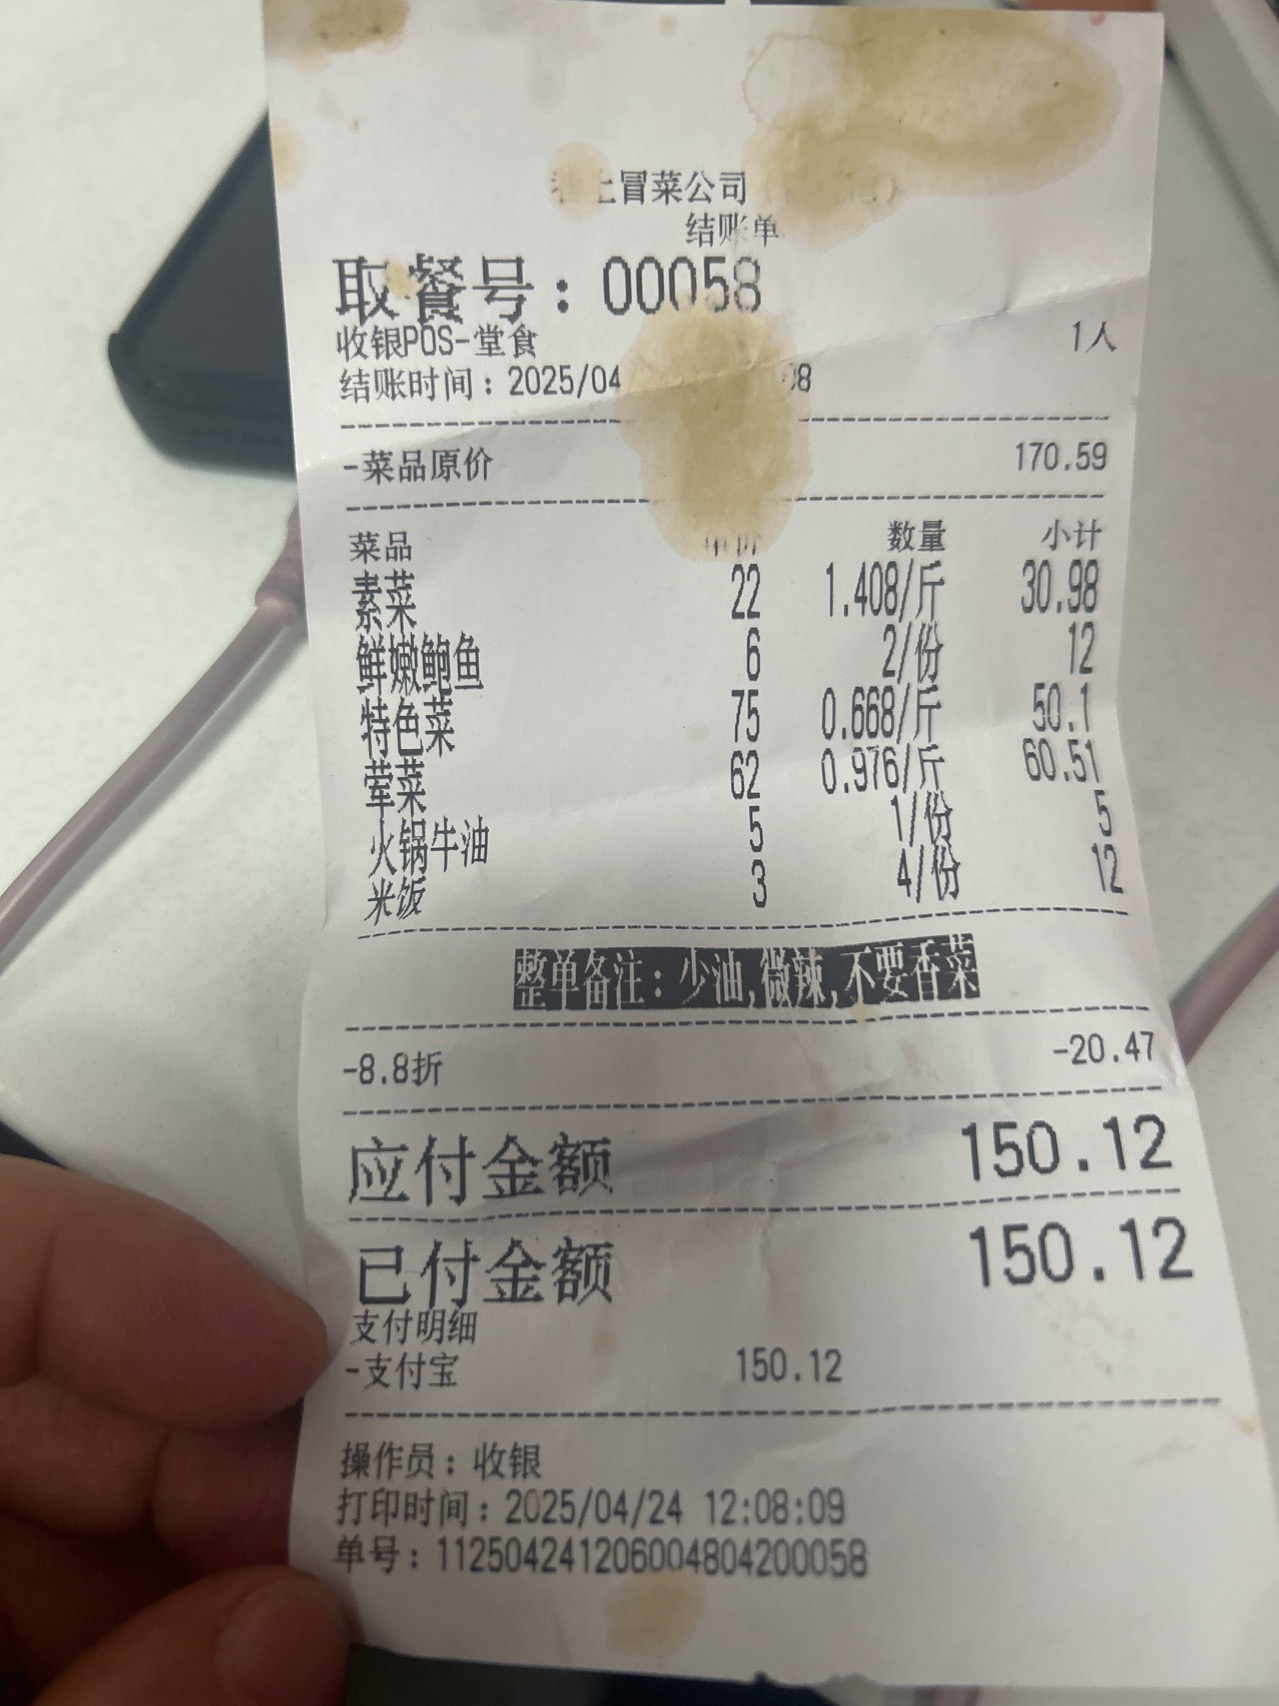 上冒菜公司
结账单
取餐号：00058
收银POS-堂食 1人
结账时间：2025/04 08
-菜品原价 170.59
菜品 单价 数量 小计
素菜 22 1.408/斤 30.98
鲜嫩鲍鱼 6 2/份 12
特色菜 75 0.668/斤 50.1
荤菜 62 0.976/斤 60.51
火锅牛油 5 1/份 5
米饭 3 4/份 12
整单备注：少油,微辣,不要香菜
-8.8折 -20.47
应付金额 150.12
已付金额 150.12
支付明细
-支付宝 150.12
操作员：收银
打印时间：2025/04/24 12:08:09
单号：112504241206004804200058